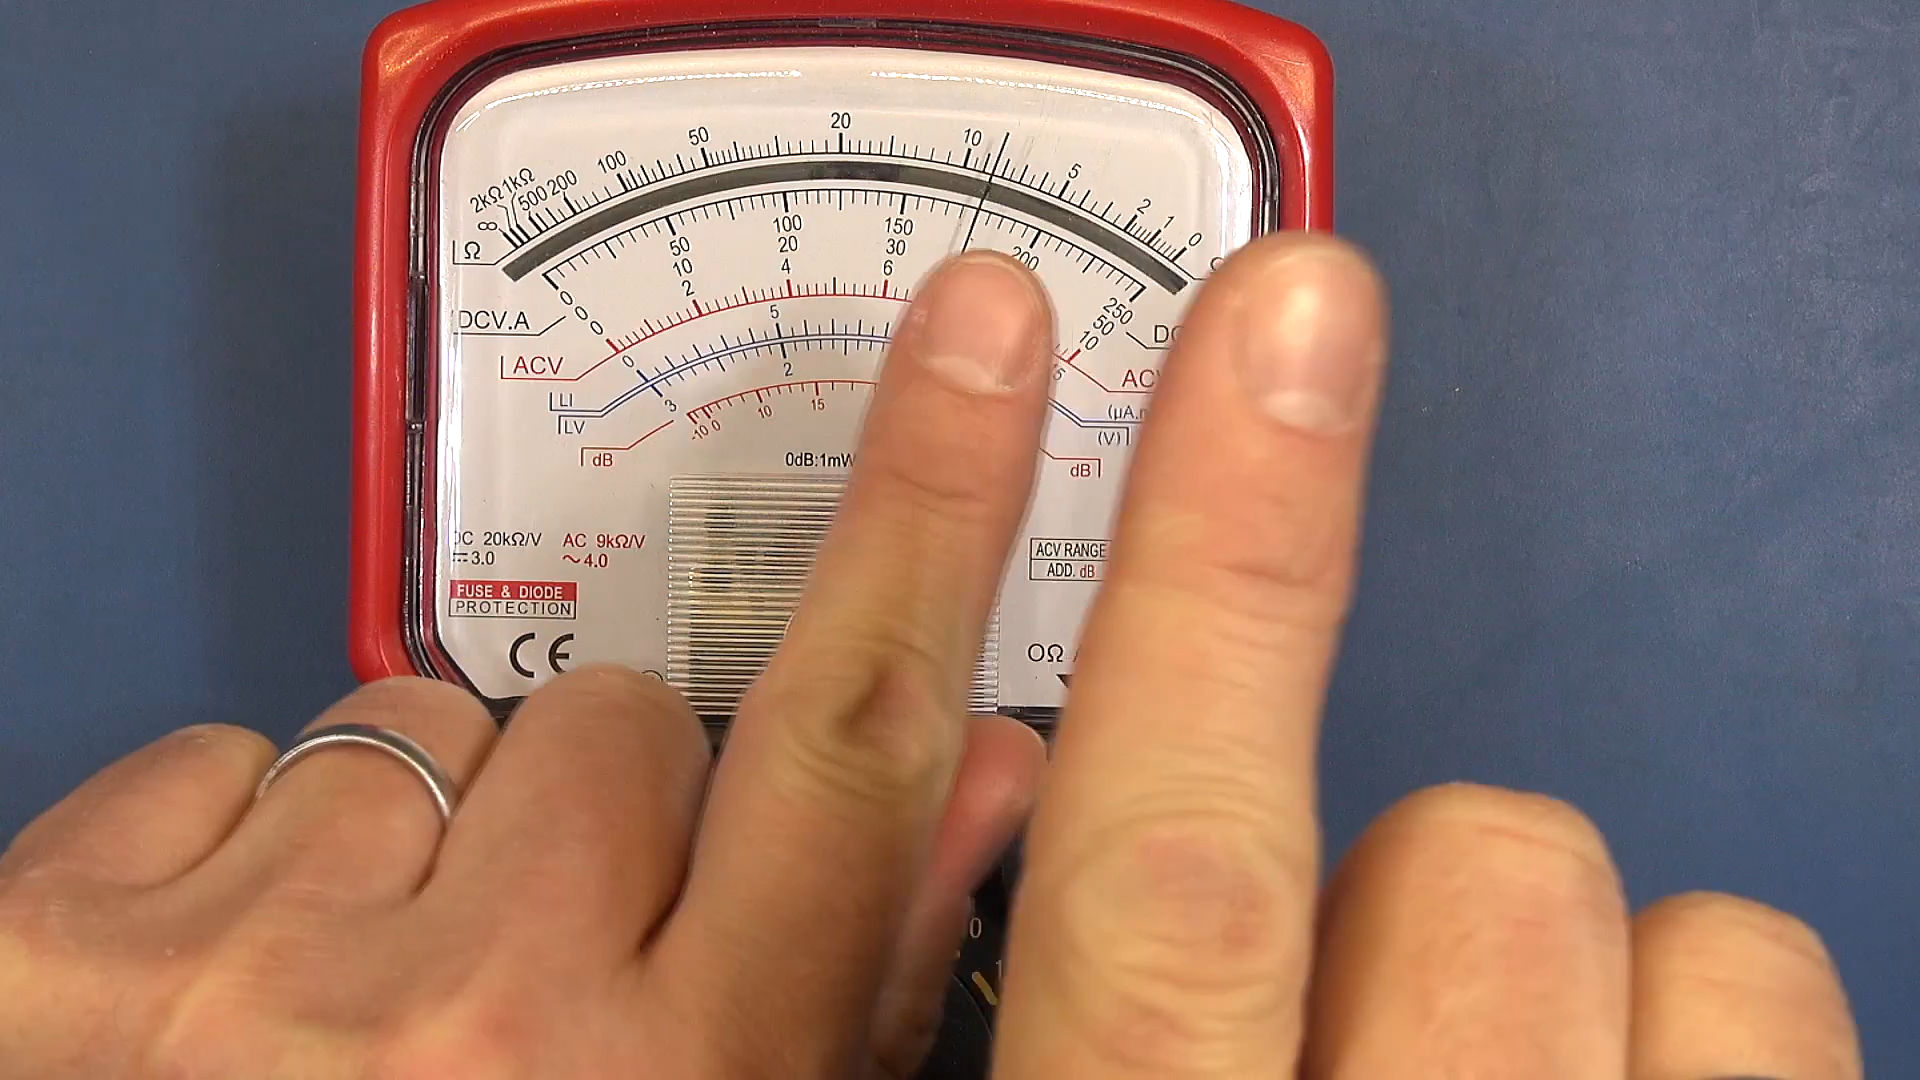 2kΩ 1kΩ 500 200 100 50 20 10 5 2 1 0
∞
Ω
0 50 100 150 200 250
0 10 20 30 50
0 2 4 6 10
DCV.A
ACV
0 5 15
LI
LV
3 2
(V)
dB
-10 0 10 15
dB
0dB:1mW
DC 20kΩ/V AC 9kΩ/V
3.0 ~4.0
ACV RANGE
ADD. dB
FUSE & DIODE
PROTECTION
CE
0Ω